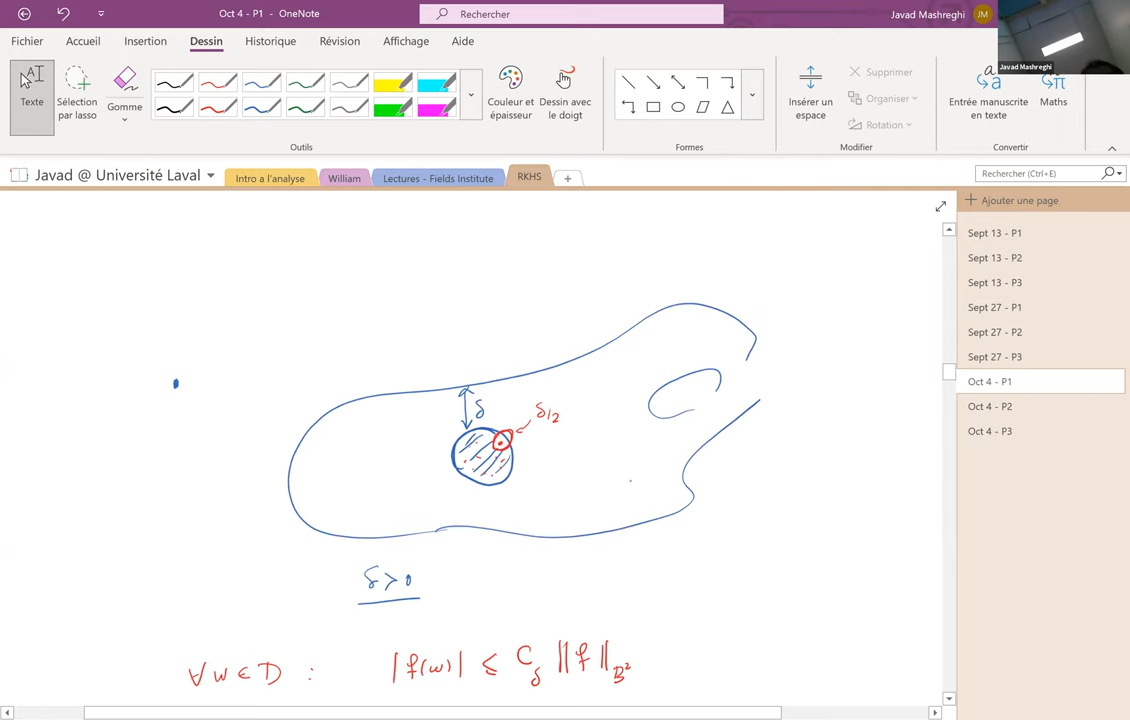 Oct 4 - P1 - OneNote
Rechercher
Javad Mashreghi
JM
Javad Mashreghi
Fichier
Accueil
Insertion
Dessin
Historique
Révision
Affichage
Aide
Texte
Sélection par lasso
Gomme
Couleur et épaisseur
Dessin avec le doigt
Insérer un espace
Supprimer
Organiser
Rotation
Entrée manuscrite en texte
Maths
Outils
Formes
Modifier
Convertir
Javad @ Université Laval
Intro a l'analyse
William
Lectures - Fields Institute
RKHS
Rechercher (Ctrl+E)
Ajouter une page
Sept 13 - P1
Sept 13 - P2
Sept 13 - P3
Sept 27 - P1
Sept 27 - P2
Sept 27 - P3
Oct 4 - P1
Oct 4 - P2
Oct 4 - P3
δ
δ/2
δ > 0
∀ w ∈ D : |f(w)| ≤ C_δ ‖f‖_B²